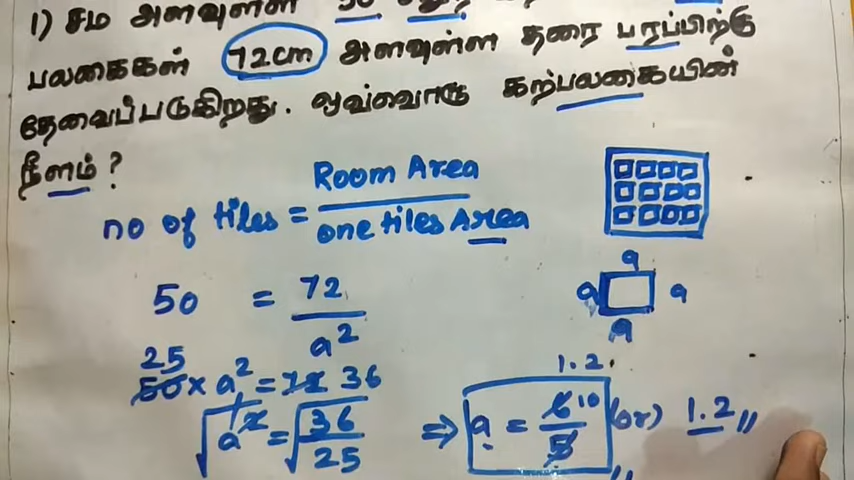 1) சம அளவுள்ள 50
பலகைகள் 72cm அளவுள்ள தரை பரப்பிற்கு
தேவைப்படுகிறது. ஒவ்வொரு கற்பலகையின்
நீளம் ?
no of tiles = Room Area / one tiles Area
50 = 72 / a²
25
50 × a² = 72 36
√a² = √36/25 ⇒ a = 6/5 10 (or) 1.2 //
1.2
a
a a
a